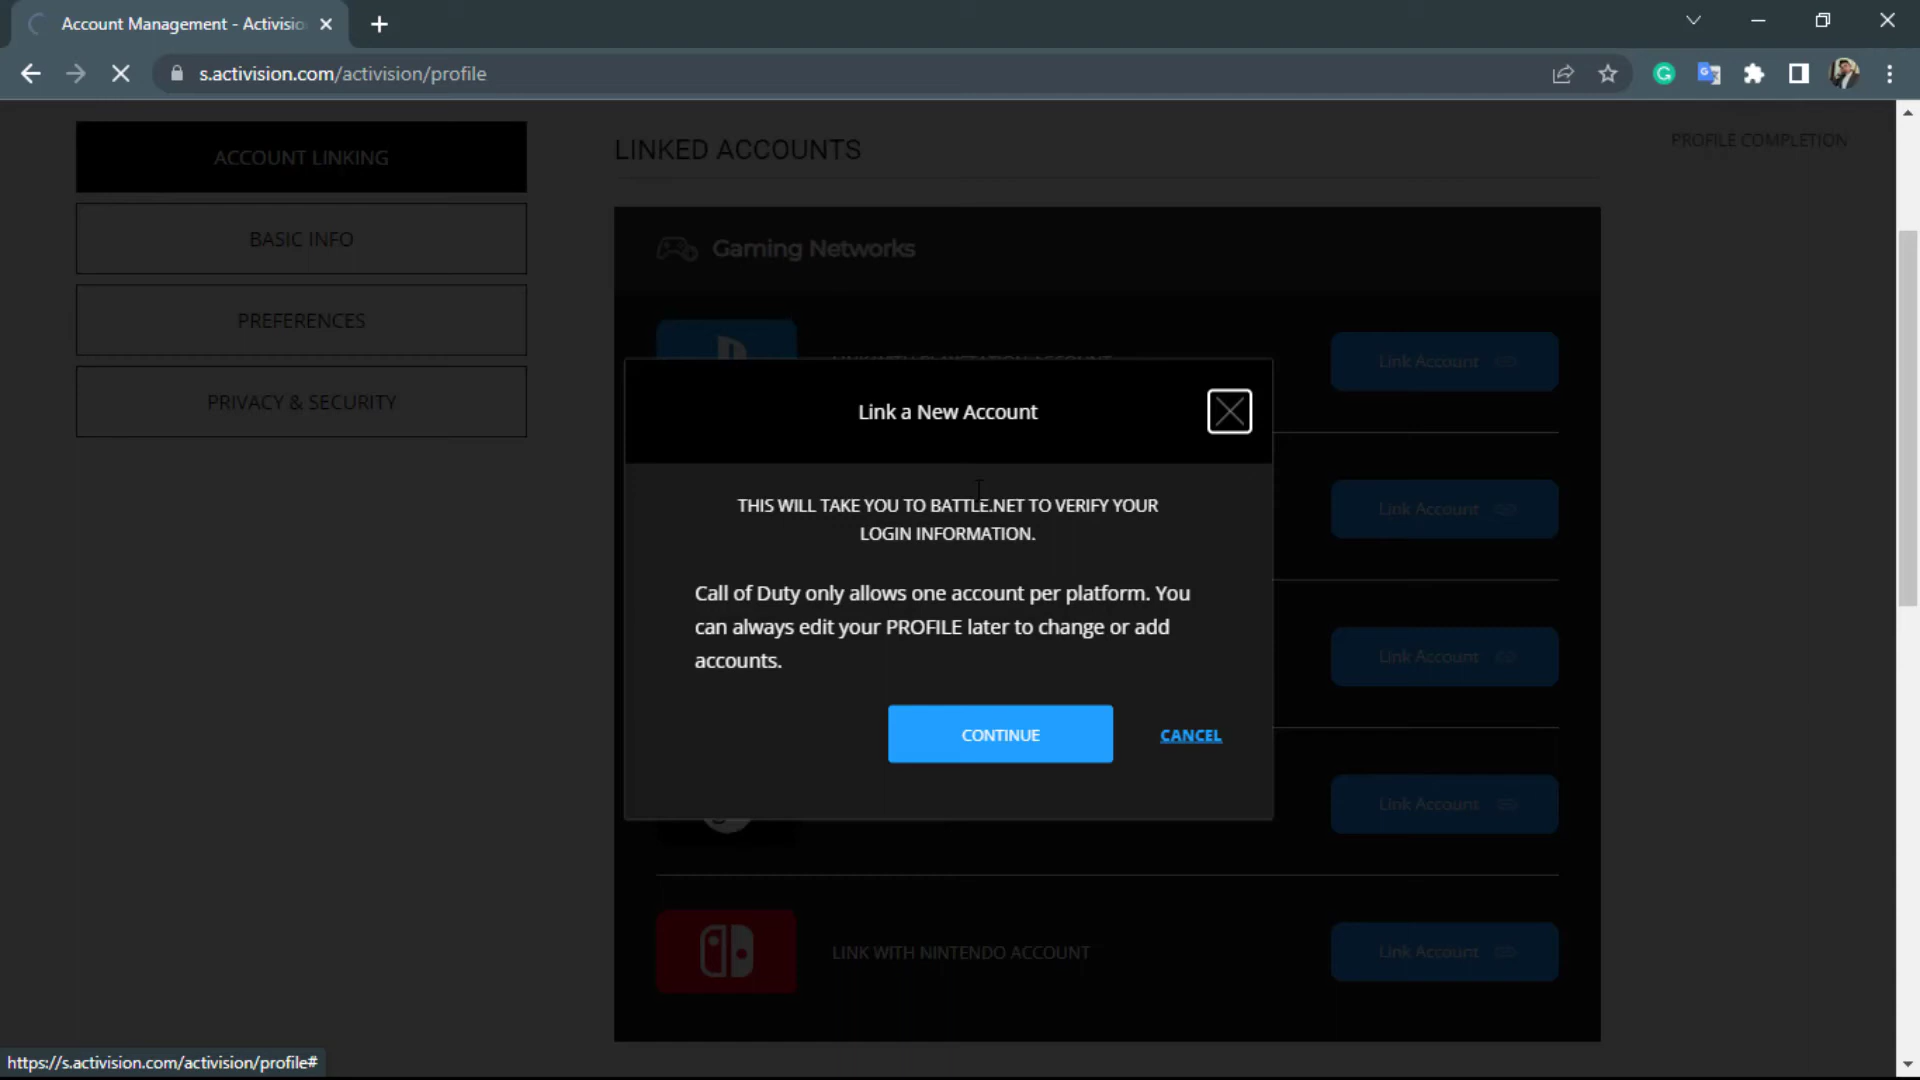 Account Management - Activisio
s.activision.com/activision/profile
ACCOUNT LINKING
BASIC INFO
PREFERENCES
PRIVACY & SECURITY
LINKED ACCOUNTS
PROFILE COMPLETION
Gaming Networks
LINK WITH PLAYSTATION ACCOUNT
Link Account
Link a New Account
THIS WILL TAKE YOU TO BATTLE.NET TO VERIFY YOUR
LOGIN INFORMATION.
Link Account
Call of Duty only allows one account per platform. You
can always edit your PROFILE later to change or add
accounts.
Link Account
CONTINUE
CANCEL
Link Account
LINK WITH NINTENDO ACCOUNT
Link Account
https://s.activision.com/activision/profile#